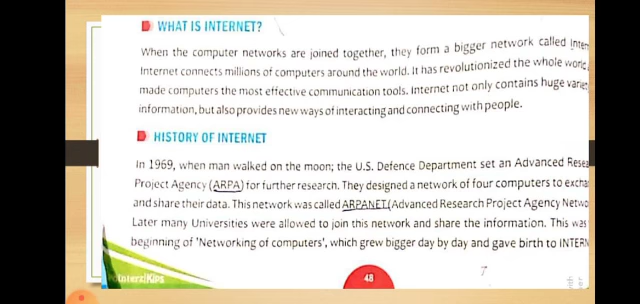 WHAT IS INTERNET?
When the computer networks are joined together, they form a bigger network called
Internet connects millions of computers around the world. It has revolutionized the whole
made computers the most effective communication tools. Internet not only contains huge
information, but also provides new ways of interacting and connecting with people.
HISTORY OF INTERNET
In 1969, when man walked on the moon; the U.S. Defence Department set an Advanced
Project Agency (ARPA) for further research. They designed a network of four computers to
and share their data. This network was called ARPANET (Advanced Research Project Agency
Later many Universities were allowed to join this network and share the information. This was
beginning of 'Networking of computers', which grew bigger day by day and gave birth to
Kips
48
7